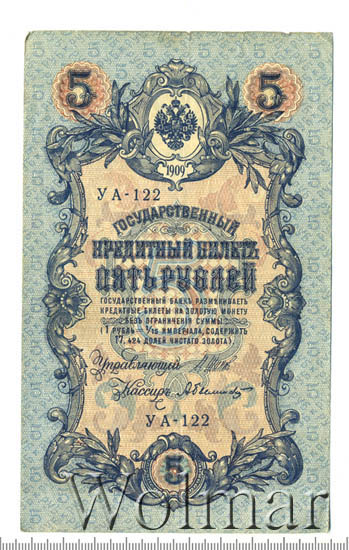 5 5
1909
УА-122
ГОСУДАРСТВЕННЫЙ
КРЕДИТНЫЙ БИЛЕТЪ
ПЯТЬ РУБЛЕЙ
ГОСУДАРСТВЕННЫЙ БАНКЪ РАЗМѢНИВАЕТЪ
КРЕДИТНЫЕ БИЛЕТЫ НА ЗОЛОТУЮ МОНЕТУ
БЕЗЪ ОГРАНИЧЕНІЯ СУММЫ
(1 РУБЛЬ = 1/15 ИМПЕРІАЛА, СОДЕРЖИТЪ
17,424 ДОЛЕЙ ЧИСТАГО ЗОЛОТА).
Управляющій
Кассиръ
УА-122
5
Wolmar